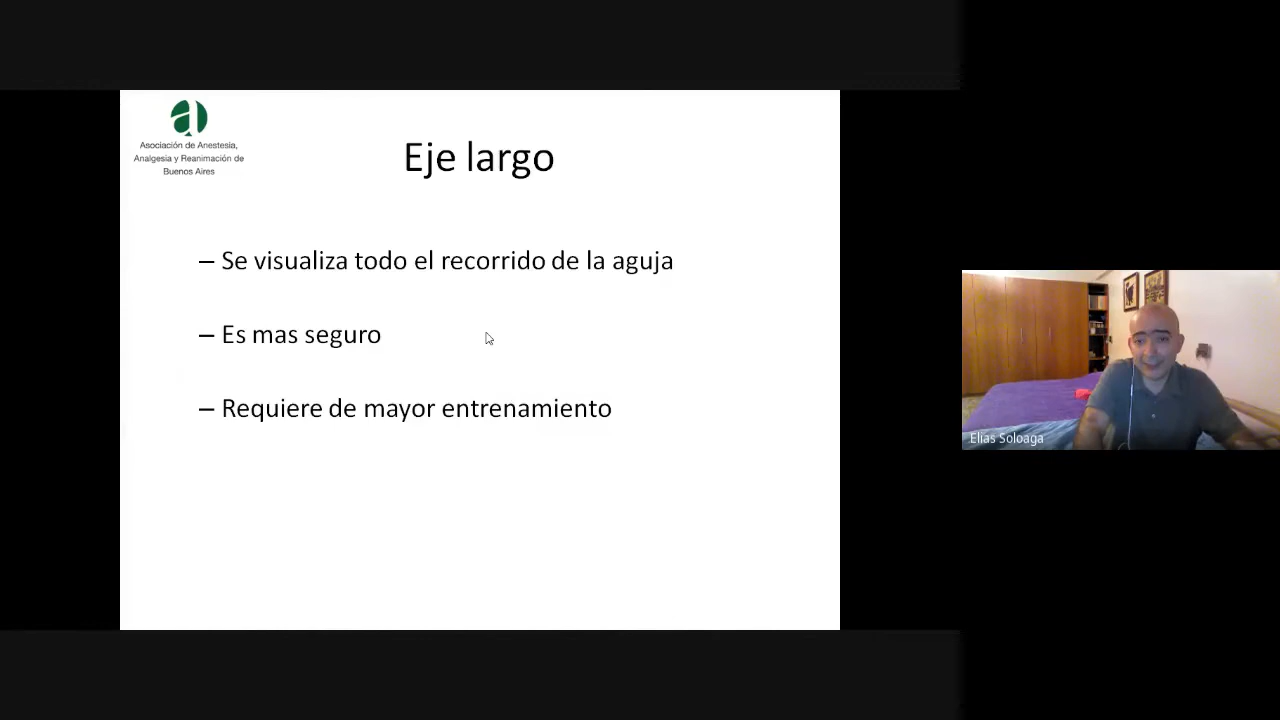 Asociación de Anestesia,
Analgesia y Reanimación de
Buenos Aires
Eje largo
– Se visualiza todo el recorrido de la aguja
– Es mas seguro
– Requiere de mayor entrenamiento
Elías Soloaga